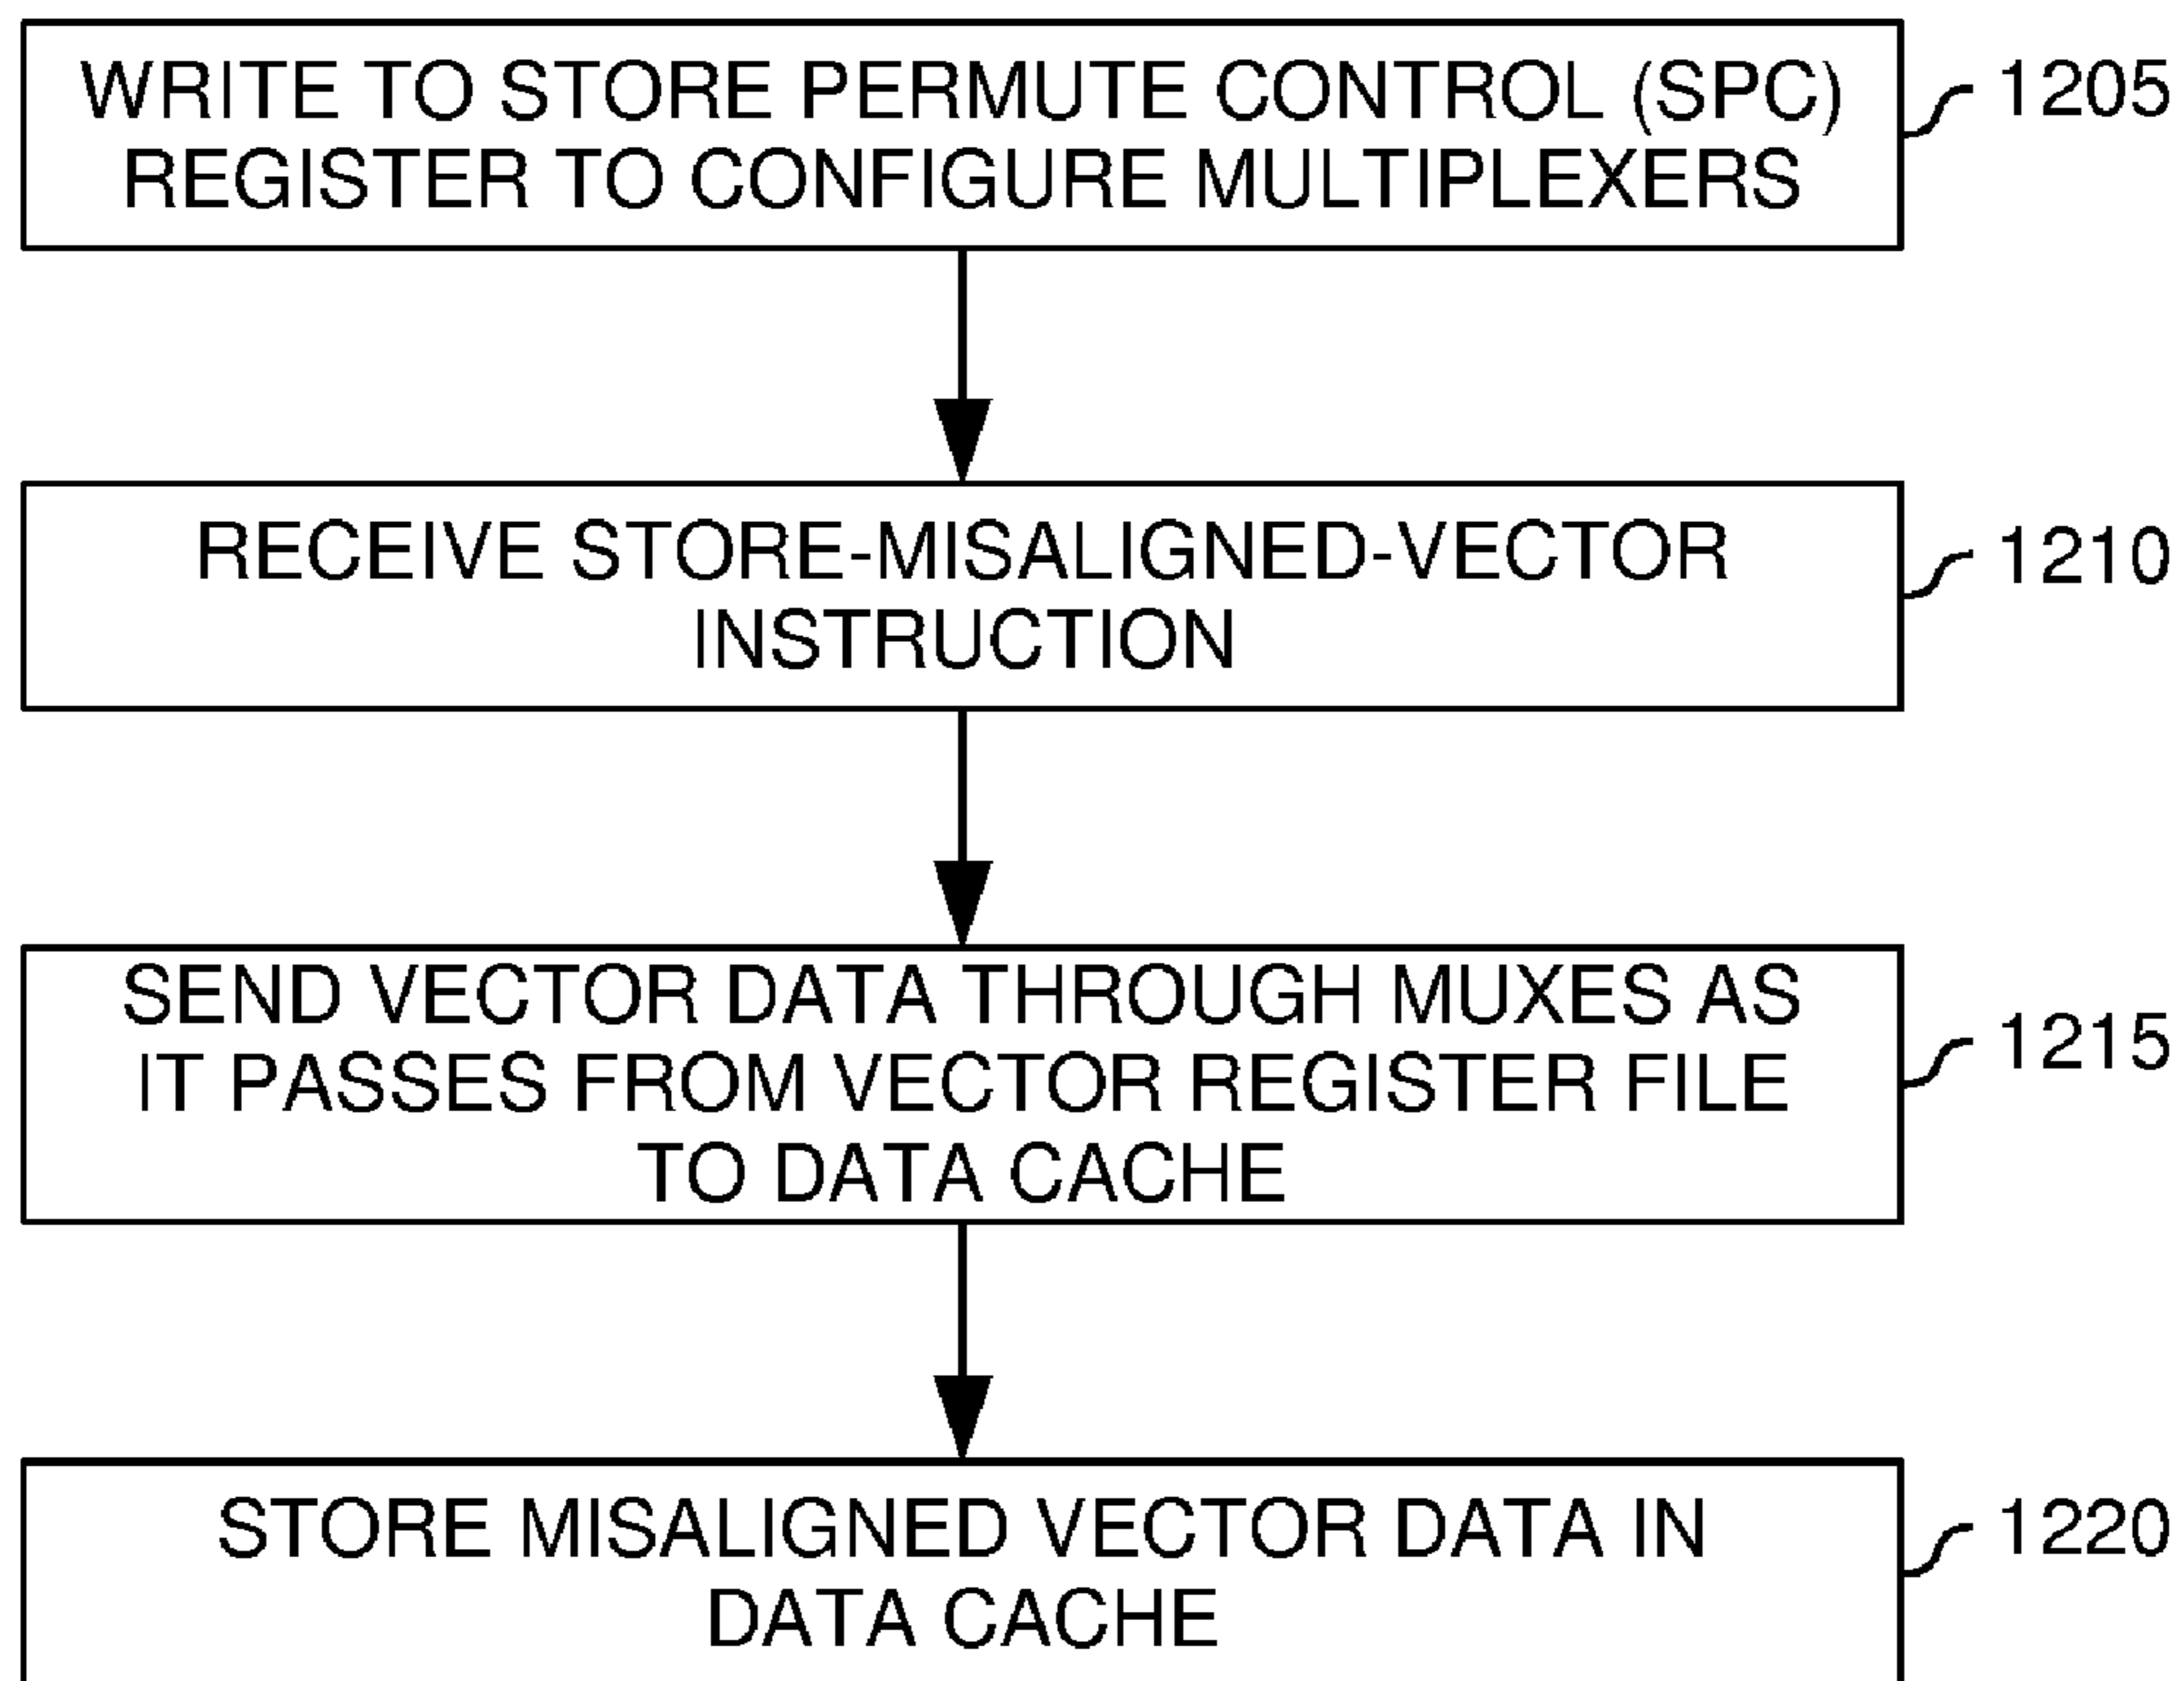 WRITE TO STORE PERMUTE CONTROL (SPC)
REGISTER TO CONFIGURE MULTIPLEXERS
1205
RECEIVE STORE-MISALIGNED-VECTOR
INSTRUCTION
1210
SEND VECTOR DATA THROUGH MUXES AS
IT PASSES FROM VECTOR REGISTER FILE
TO DATA CACHE
1215
STORE MISALIGNED VECTOR DATA IN
DATA CACHE
1220